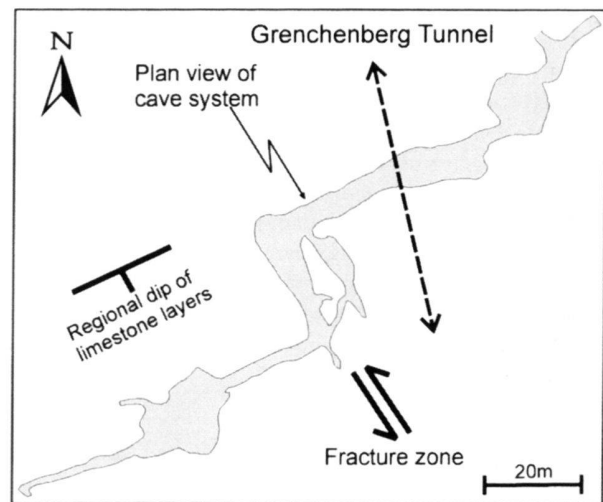 N
Grenchenberg Tunnel
Plan view of
cave system
Regional dip of
limestone layers
Fracture zone
20m